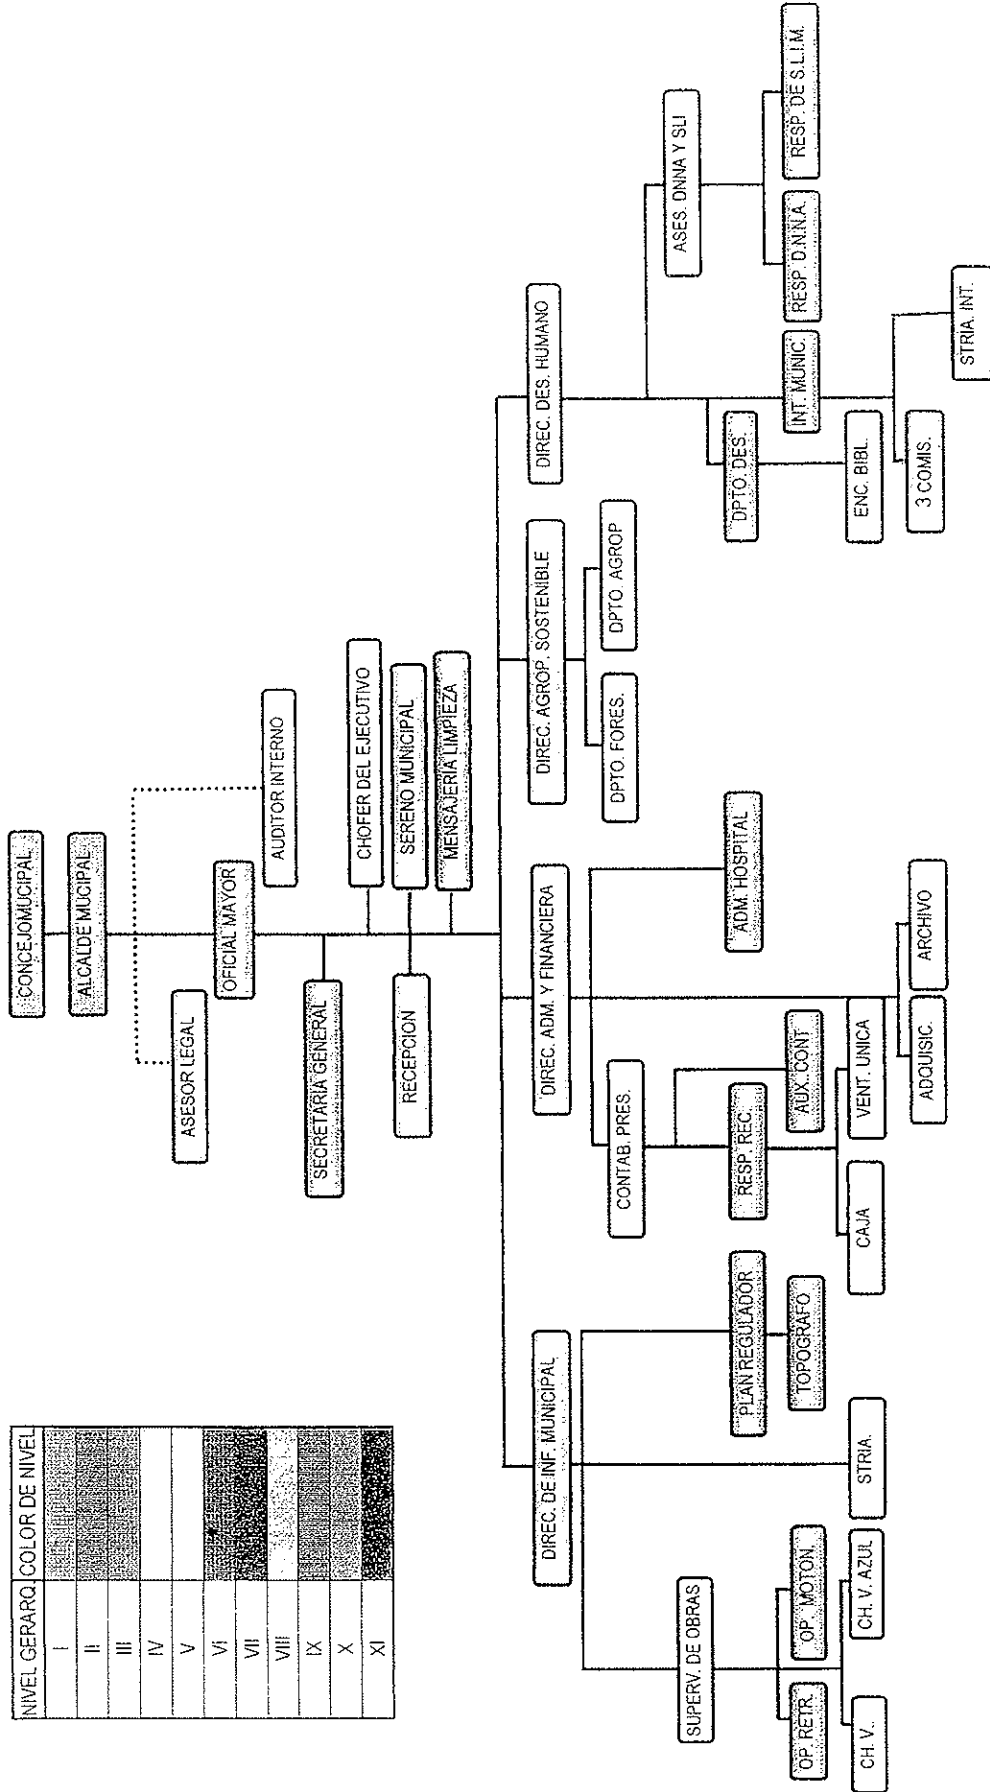 NIVEL GERARQ. COLOR DE NIVEL
I
II
III
IV
V
VI
VII
VIII
IX
X
XI
CONCEJOMUCIPAL
ALCALDE MUCIPAL
ASESOR LEGAL
OFICIAL MAYOR
AUDITOR INTERNO
SECRETARIA GENERAL
CHOFER DEL EJECUTIVO
RECEPCION
SERENO MUNICIPAL
MENSAJERÍA LIMPIEZA
DIREC. DE INF. MUNICIPAL
DIREC. ADM. Y FINANCIERA
DIREC. AGROP. SOSTENIBLE
DIREC. DES. HUMANO
SUPERV. DE OBRAS
PLAN REGULADOR
TOPOGRAFO
OP. RETR.
OP. MOTON.
CH. V..
CH. V. AZUL
STRIA.
CONTAB. PRES.
ADM. HOSPITAL
RESP. REC.
AUX. CONT
CAJA
VENT. UNICA
ADQUISIC.
ARCHIVO
DPTO. FORES.
DPTO. AGROP
ASES. DNNA Y SLI
DPTO. DES.
INT. MUNIC.
RESP. D.N.N.A.
RESP. DE S.L.I.M.
ENC. BIBL.
3 COMIS.
STRIA. INT.